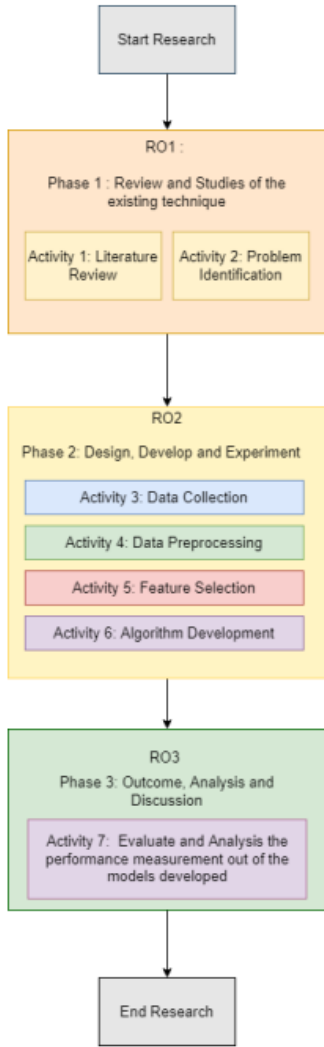 Start Research
RO1 :
Phase 1 : Review and Studies of the
existing technique
Activity 1: Literature
Review
Activity 2: Problem
Identification
RO2
Phase 2: Design, Develop and Experiment
Activity 3: Data Collection
Activity 4: Data Preprocessing
Activity 5: Feature Selection
Activity 6: Algorithm Development
RO3
Phase 3: Outcome, Analysis and
Discussion
Activity 7:  Evaluate and Analysis the
performance measurement out of the
models developed
End Research